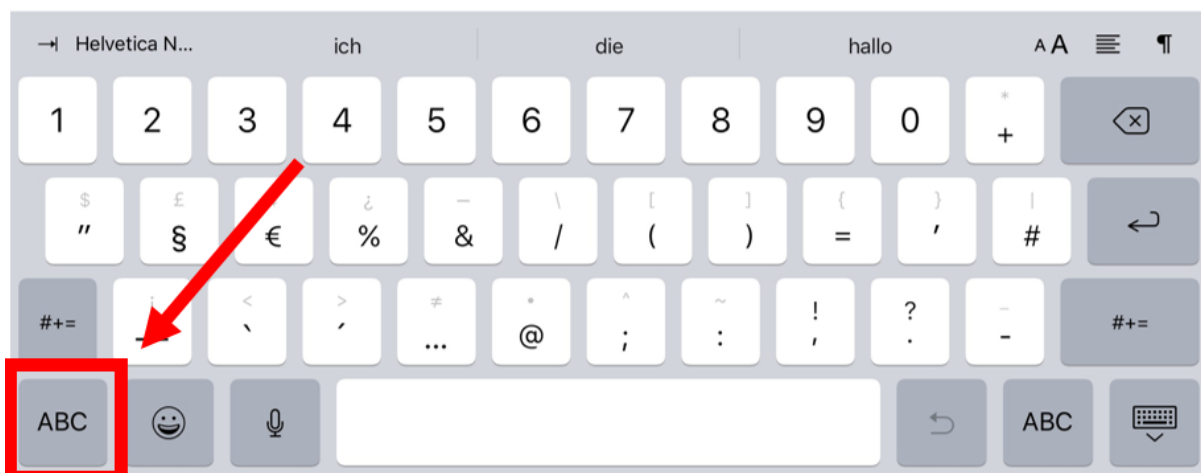 Helvetica N... ich die hallo AA ¶
1 2 3 4 5 6 7 8 9 0 * +
$ " £ § € ¿ % – & \ / [ ( ] ) { = } ' | #
#+= < ` > ´ ≠ … • @ ^ ; ~ : ! , ? . – - #+=
ABC ABC